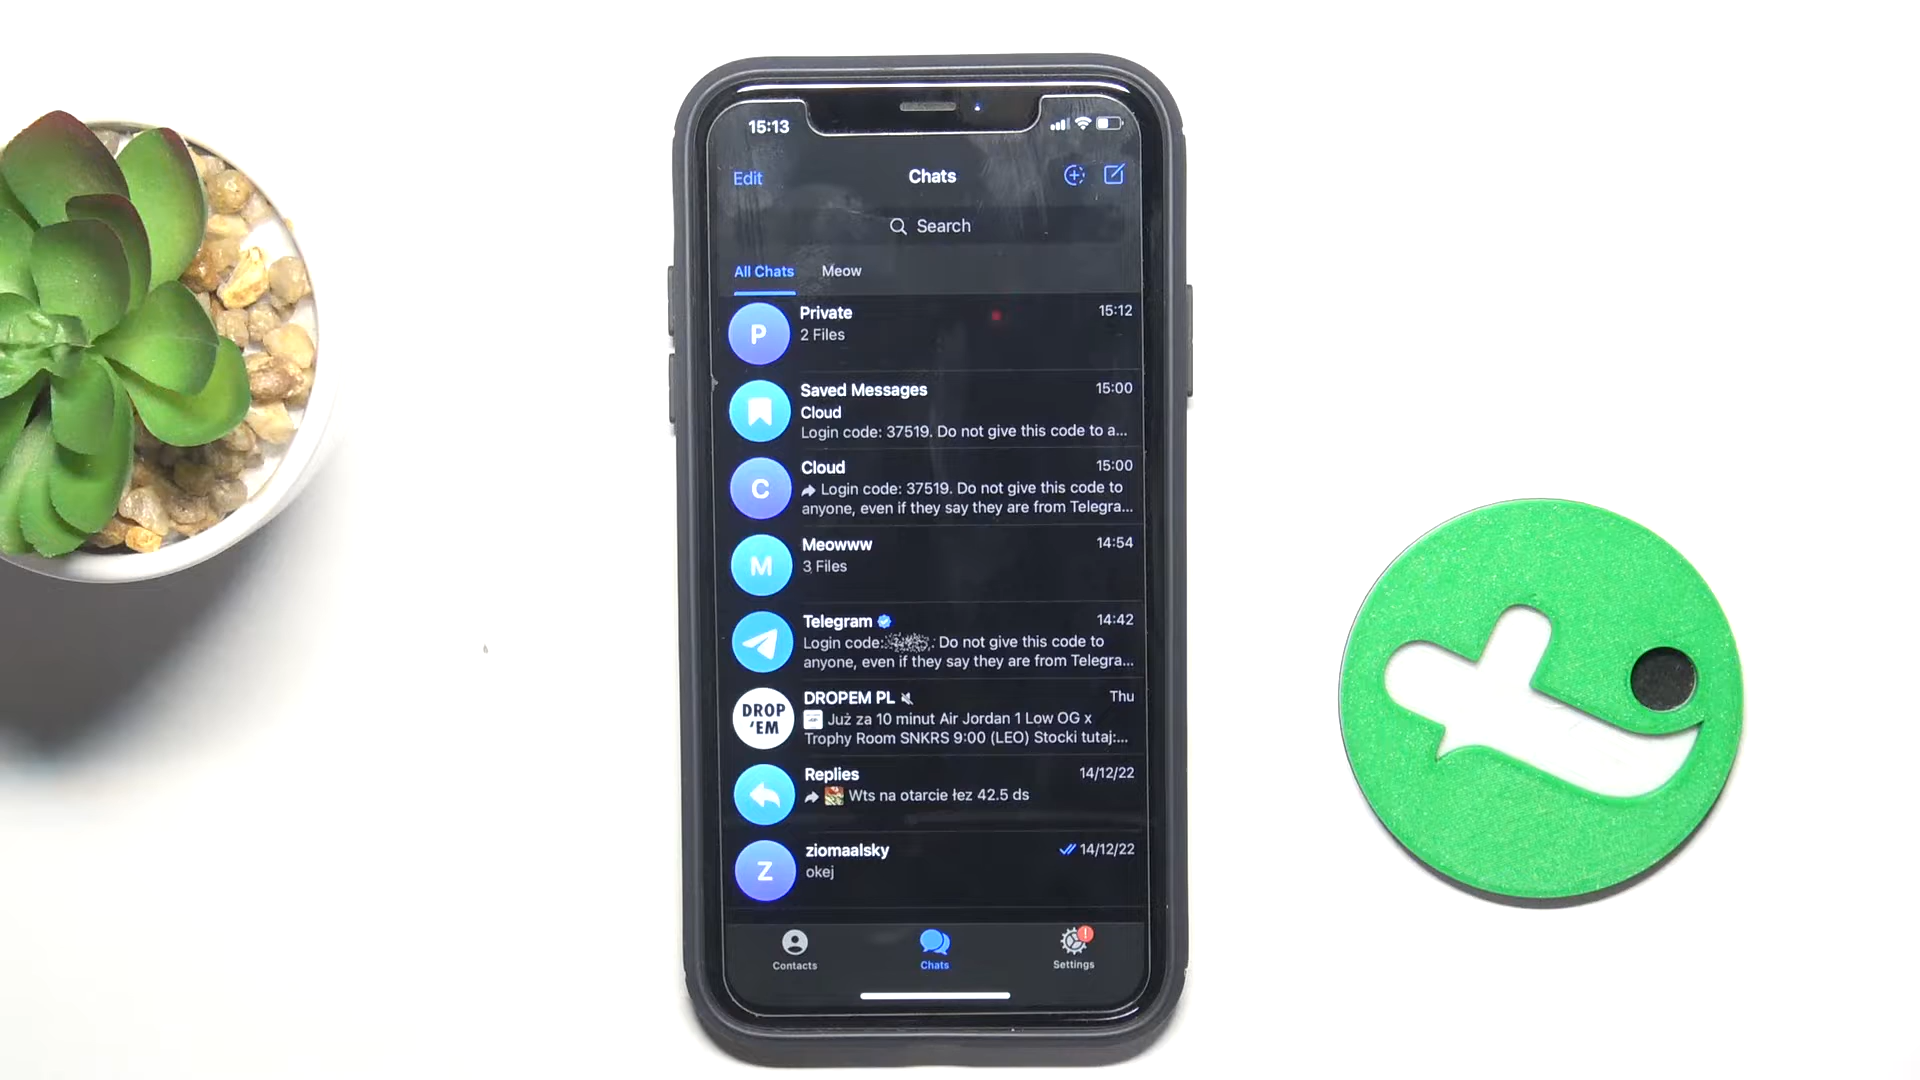 15:13
Edit
Chats
Search
All Chats
Meow
P
Private
15:12
2 Files
Saved Messages
15:00
Cloud
Login code: 37519. Do not give this code to a...
C
Cloud
15:00
Login code: 37519. Do not give this code to
anyone, even if they say they are from Telegra...
M
Meowww
14:54
3 Files
Telegram
14:42
Login code: . Do not give this code to
anyone, even if they say they are from Telegra...
DROP
'EM
DROPEM PL
Thu
Już za 10 minut Air Jordan 1 Low OG x
Trophy Room SNKRS 9:00 (LEO) Stocki tutaj:...
Replies
14/12/22
Wts na otarcie łez 42.5 ds
Z
ziomaalsky
14/12/22
okej
Contacts
Chats
!
Settings